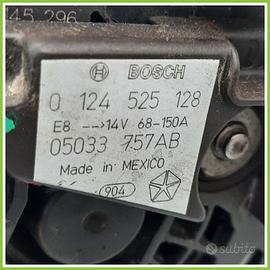 45 296
BOSCH
0 124 525 128
E8 -->14V 68-150A
05033 757AB
Made in MEXICO
904
subito